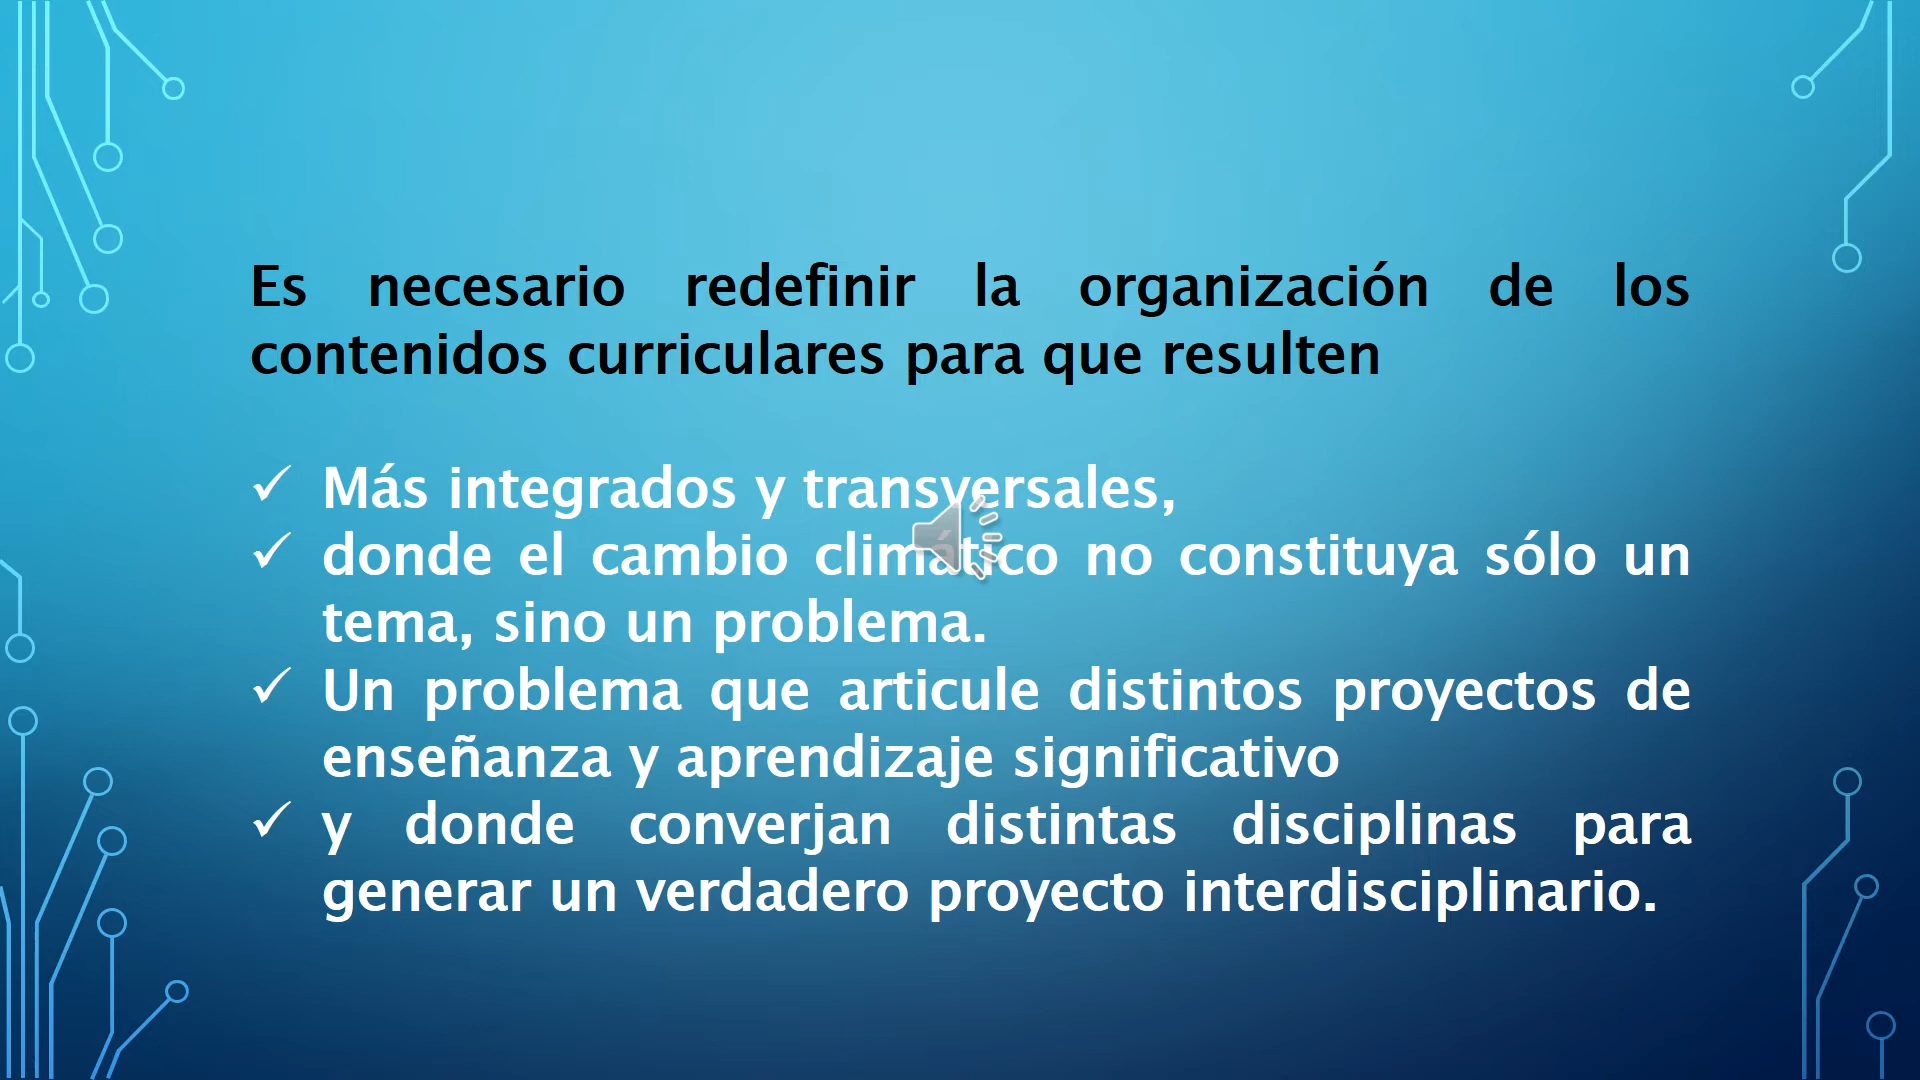 Es necesario redefinir la organización de los
contenidos curriculares para que resulten
✓ Más integrados y transversales,
✓ donde el cambio climático no constituya sólo un
tema, sino un problema.
✓ Un problema que articule distintos proyectos de
enseñanza y aprendizaje significativo
✓ y donde converjan distintas disciplinas para
generar un verdadero proyecto interdisciplinario.